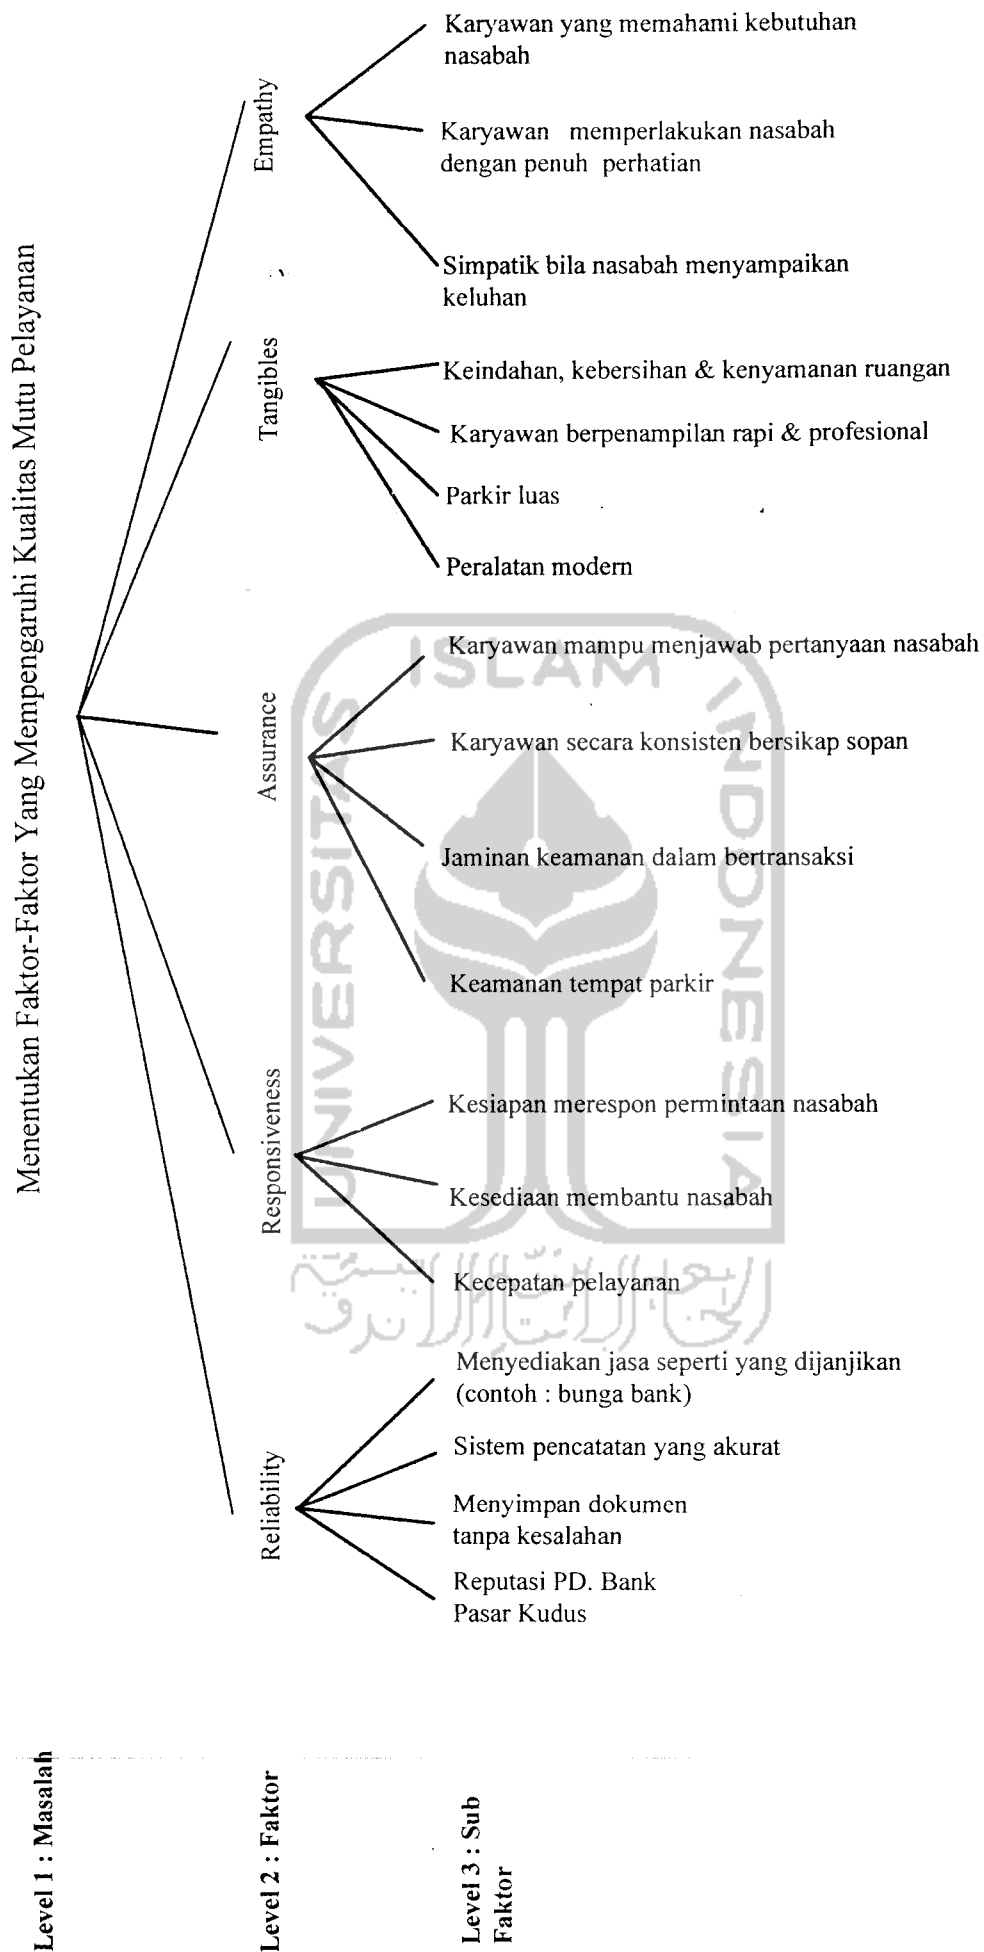 Menentukan Faktor-Faktor Yang Mempengaruhi Kualitas Mutu Pelayanan
Empathy
Karyawan yang memahami kebutuhan
nasabah
Karyawan memperlakukan nasabah
dengan penuh perhatian
Simpatik bila nasabah menyampaikan
keluhan
Tangibles
Keindahan, kebersihan & kenyamanan ruangan
Karyawan berpenampilan rapi & profesional
Parkir luas
Peralatan modern
Assurance
Karyawan mampu menjawab pertanyaan nasabah
Karyawan secara konsisten bersikap sopan
Jaminan keamanan dalam bertransaksi
Keamanan tempat parkir
Responsiveness
Kesiapan merespon permintaan nasabah
Kesediaan membantu nasabah
Kecepatan pelayanan
Reliability
Menyediakan jasa seperti yang dijanjikan
(contoh : bunga bank)
Sistem pencatatan yang akurat
Menyimpan dokumen
tanpa kesalahan
Reputasi PD. Bank
Pasar Kudus
Level 1 : Masalah
Level 2 : Faktor
Level 3 : Sub
Faktor
UNIVERSITAS
ISLAM
INDONESIA